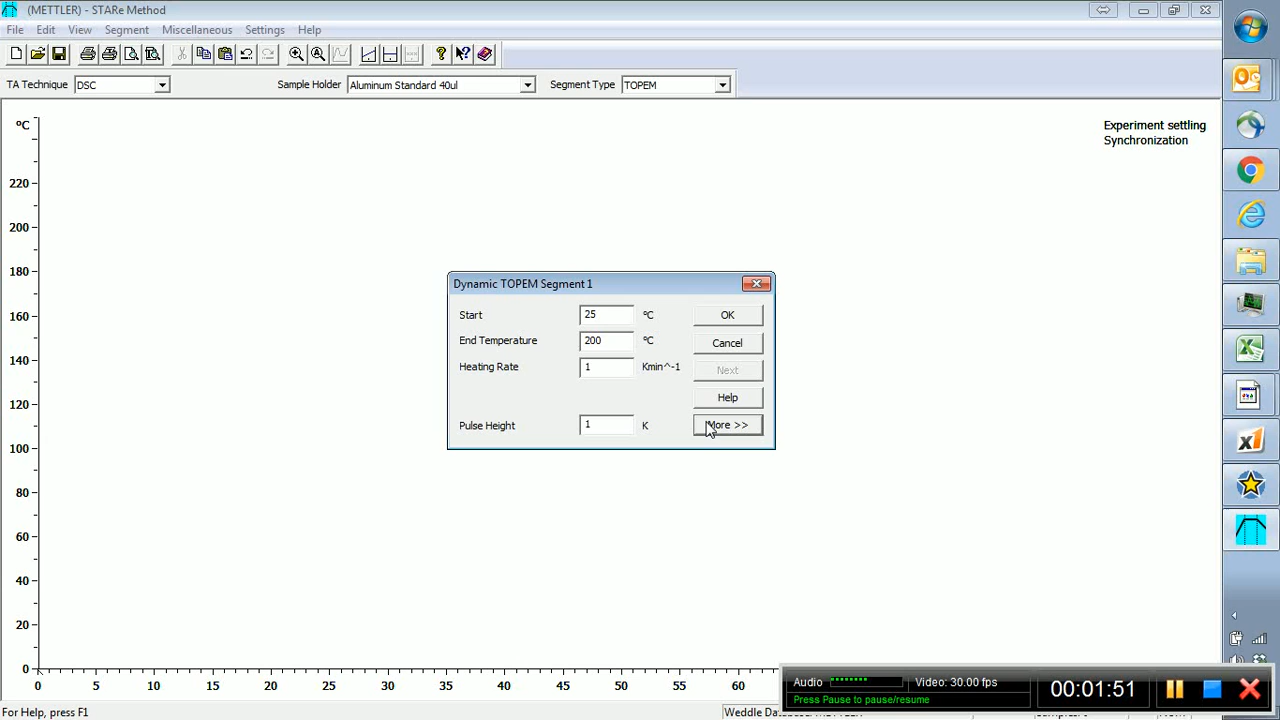 (METTLER) - STARe Method
File Edit View Segment Miscellaneous Settings Help
TA Technique DSC Sample Holder Aluminum Standard 40ul Segment Type TOPEM
ºC
Experiment settling
Synchronization
220
200
180
160
140
120
100
80
60
40
20
0
0 5 10 15 20 25 30 35 40 45 50 55 60
Dynamic TOPEM Segment 1
Start 25 ºC OK
End Temperature 200 ºC Cancel
Heating Rate 1 Kmin^-1 Next
Help
Pulse Height 1 K More >>
Audio Video: 30.00 fps 00:01:51
Press Pause to pause/resume
For Help, press F1